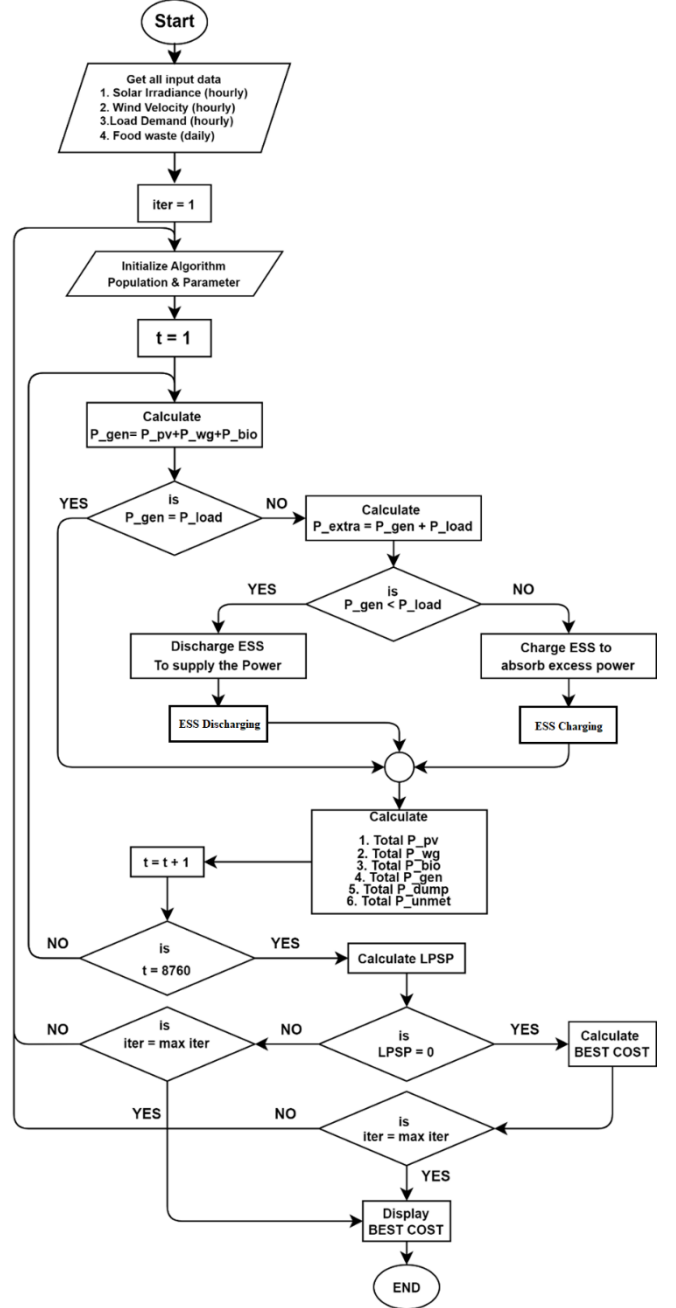 Start
Get all input data
1. Solar Irradiance (hourly)
2. Wind Velocity (hourly)
3.Load Demand (hourly)
4. Food waste (daily)
iter = 1
Initialize Algorithm
Population & Parameter
t = 1
Calculate
P_gen= P_pv+P_wg+P_bio
YES
is
P_gen = P_load
NO
Calculate
P_extra = P_gen + P_load
YES
is
P_gen < P_load
NO
Discharge ESS
To supply the Power
Charge ESS to
absorb excess power
ESS Discharging
ESS Charging
Calculate
1. Total P_pv
2. Total P_wg
3. Total P_bio
4. Total P_gen
5. Total P_dump
6. Total P_unmet
t = t + 1
NO
is
t = 8760
YES
Calculate LPSP
NO
is
iter = max iter
NO
is
LPSP = 0
YES
Calculate
BEST COST
YES
NO
is
iter = max iter
YES
Display
BEST COST
END